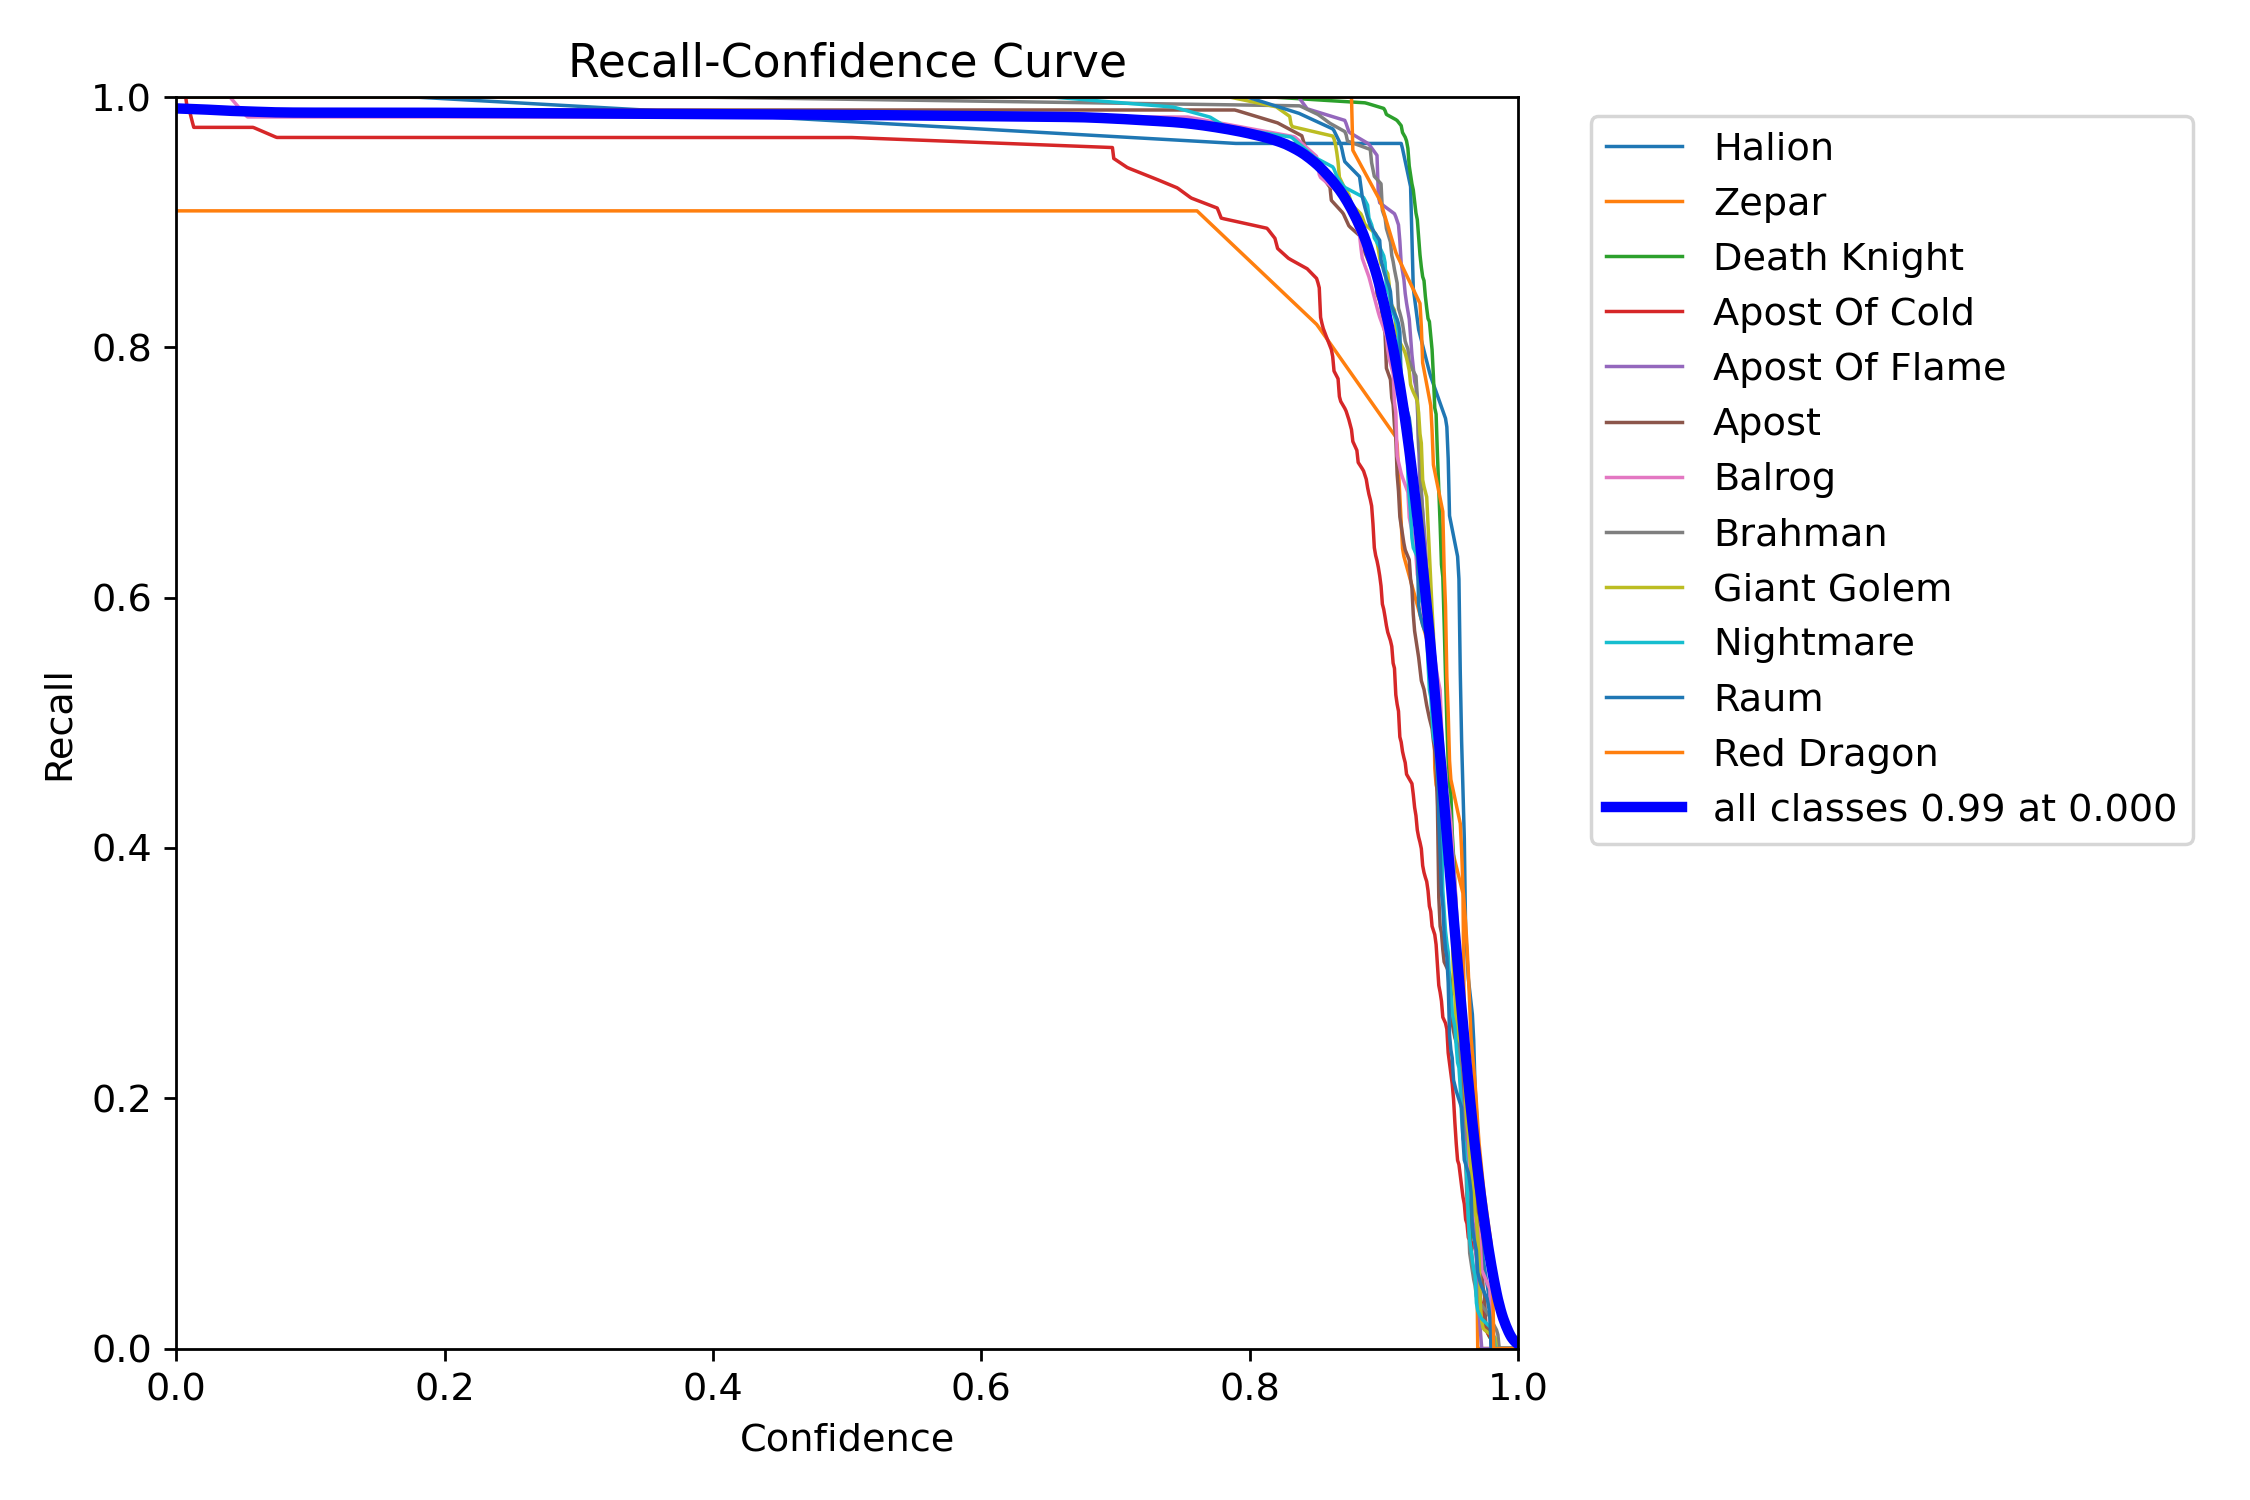 Recall-Confidence Curve
1.0
0.8
0.6
0.4
0.2
0.0
Recall
0.0 0.2 0.4 0.6 0.8 1.0
Confidence
Halion
Zepar
Death Knight
Apost Of Cold
Apost Of Flame
Apost
Balrog
Brahman
Giant Golem
Nightmare
Raum
Red Dragon
all classes 0.99 at 0.000